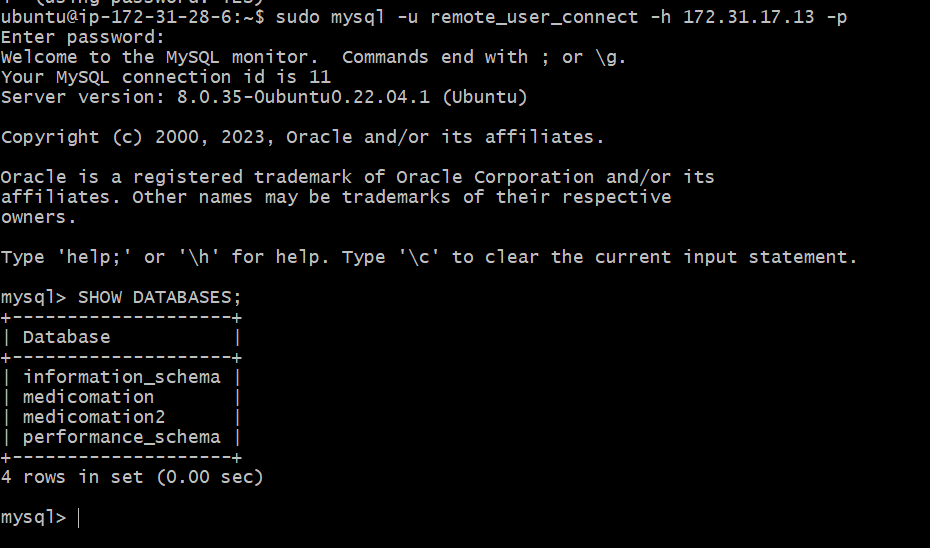 (using password: YES)
ubuntu@ip-172-31-28-6:~$ sudo mysql -u remote_user_connect -h 172.31.17.13 -p
Enter password:
Welcome to the MySQL monitor.  Commands end with ; or \g.
Your MySQL connection id is 11
Server version: 8.0.35-0ubuntu0.22.04.1 (Ubuntu)

Copyright (c) 2000, 2023, Oracle and/or its affiliates.

Oracle is a registered trademark of Oracle Corporation and/or its
affiliates. Other names may be trademarks of their respective
owners.

Type 'help;' or '\h' for help. Type '\c' to clear the current input statement.

mysql> SHOW DATABASES;
+--------------------+
| Database           |
+--------------------+
| information_schema |
| medicomation       |
| medicomation2      |
| performance_schema |
+--------------------+
4 rows in set (0.00 sec)

mysql>